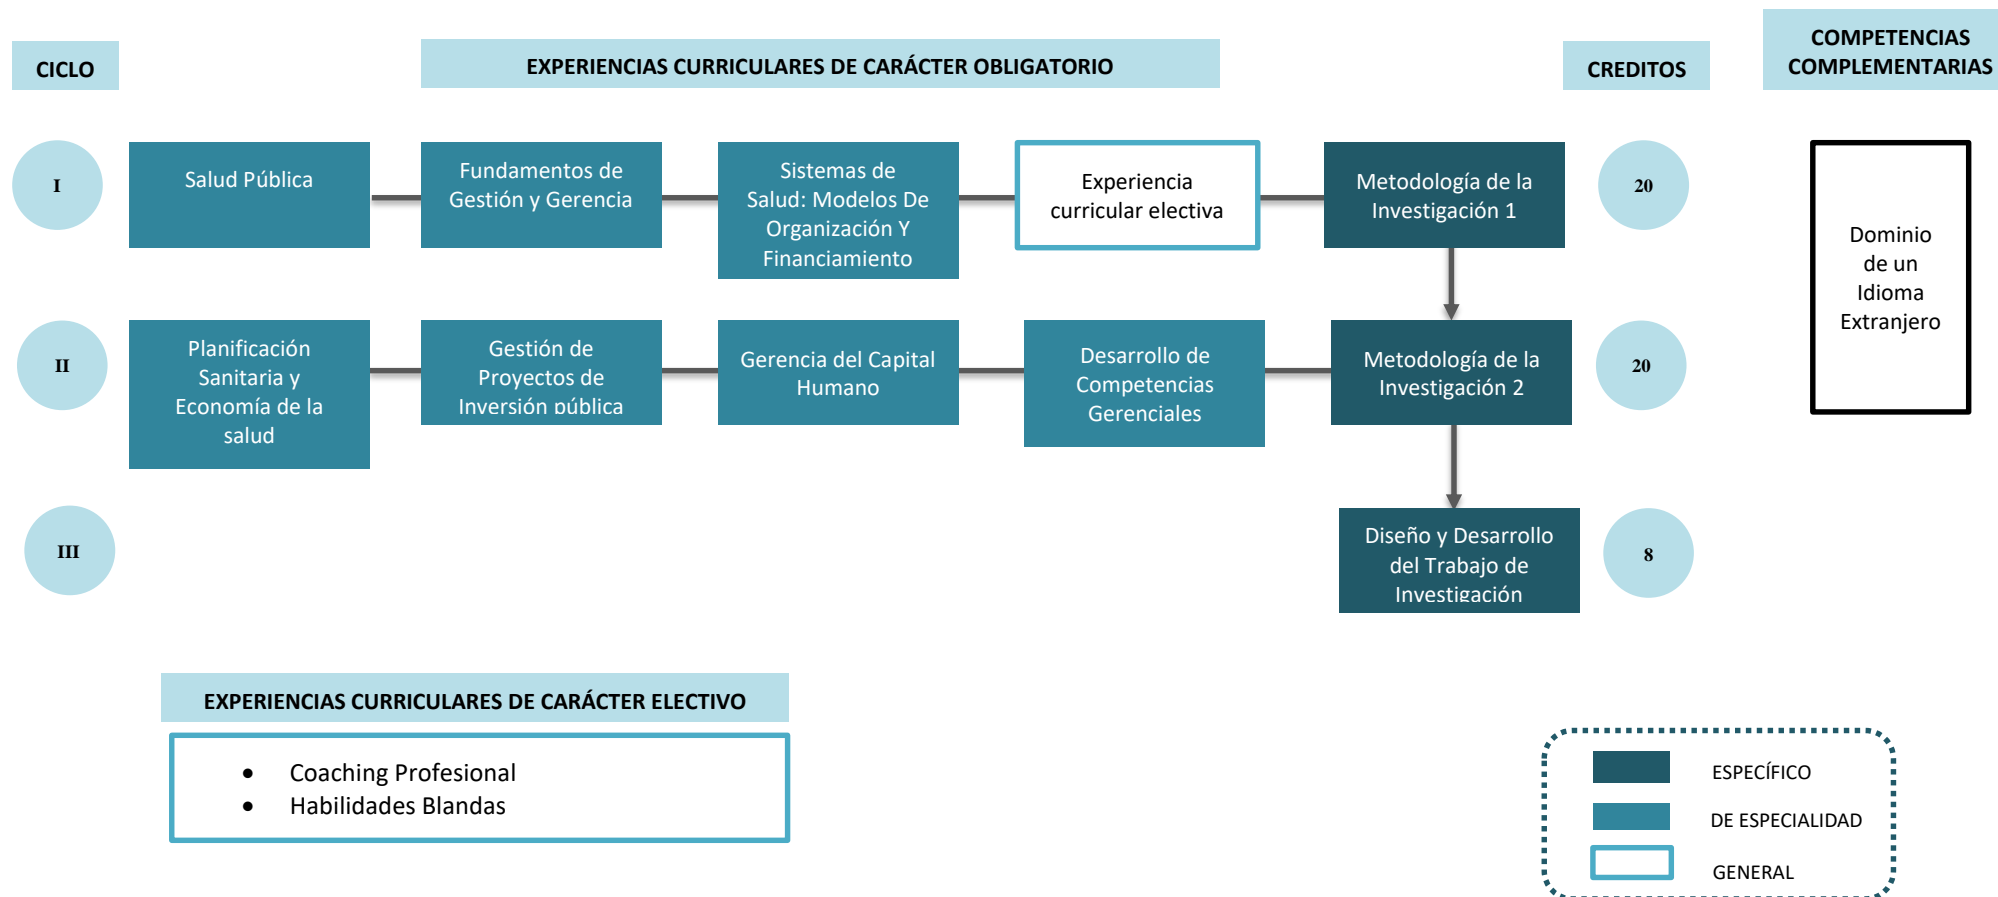 CICLO
EXPERIENCIAS CURRICULARES DE CARÁCTER OBLIGATORIO
CREDITOS
COMPETENCIAS
COMPLEMENTARIAS
I
Salud Pública
Fundamentos de
Gestión y Gerencia
Sistemas de
Salud: Modelos De
Organización Y
Financiamiento
Experiencia
curricular electiva
Metodología de la
Investigación 1
20
Dominio
de un
Idioma
Extranjero
II
Planificación
Sanitaria y
Economía de la
salud
Gestión de
Proyectos de
Inversión pública
Gerencia del Capital
Humano
Desarrollo de
Competencias
Gerenciales
Metodología de la
Investigación 2
20
III
Diseño y Desarrollo
del Trabajo de
Investigación
8
EXPERIENCIAS CURRICULARES DE CARÁCTER ELECTIVO
• Coaching Profesional
• Habilidades Blandas
ESPECÍFICO
DE ESPECIALIDAD
GENERAL